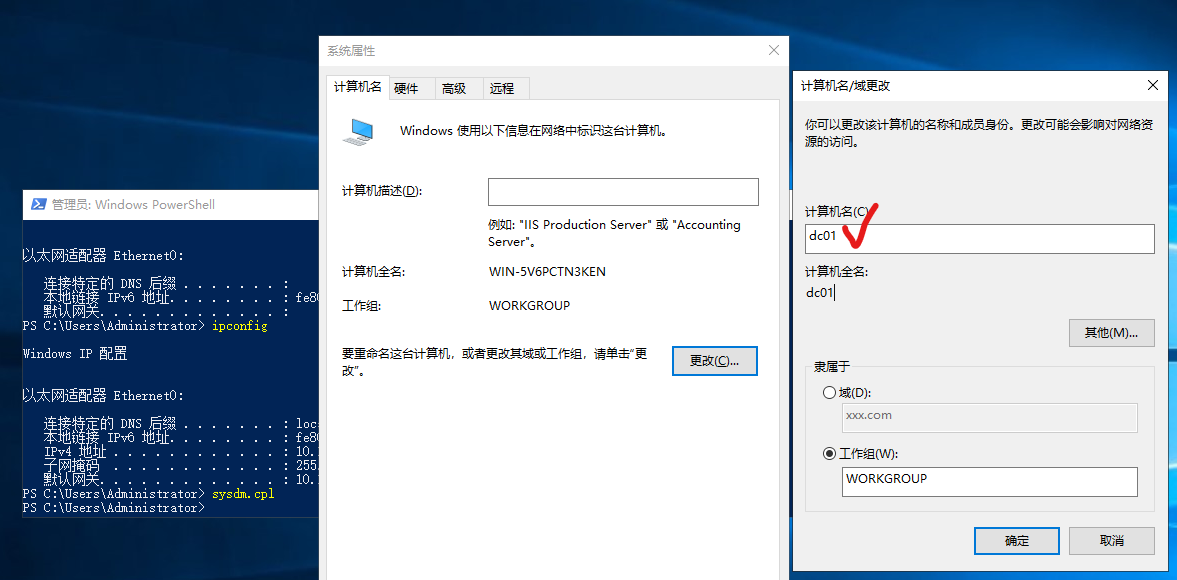 管理员: Windows PowerShell
以太网适配器 Ethernet0:
连接特定的 DNS 后缀 . . . . . . . :
本地链接 IPv6 地址. . . . . . . . : fe80
默认网关. . . . . . . . . . . . . :
PS C:\Users\Administrator> ipconfig
Windows IP 配置
以太网适配器 Ethernet0:
连接特定的 DNS 后缀 . . . . . . . : loc
本地链接 IPv6 地址. . . . . . . . : fe80
IPv4 地址 . . . . . . . . . . . . : 10.
子网掩码 . . . . . . . . . . . . : 255.
默认网关. . . . . . . . . . . . . : 10.
PS C:\Users\Administrator> sysdm.cpl
PS C:\Users\Administrator>
系统属性
计算机名 硬件 高级 远程
Windows 使用以下信息在网络中标识这台计算机。
计算机描述(D):
例如: "IIS Production Server" 或 "Accounting
Server"。
计算机全名: WIN-5V6PCTN3KEN
工作组: WORKGROUP
要重命名这台计算机，或者更改其域或工作组，请单击"更
改"。
更改(C)...
计算机名/域更改
你可以更改该计算机的名称和成员身份。更改可能会影响对网络资
源的访问。
计算机名(C)
dc01
计算机全名:
dc01
其他(M)...
隶属于
域(D):
xxx.com
工作组(W):
WORKGROUP
确定 取消